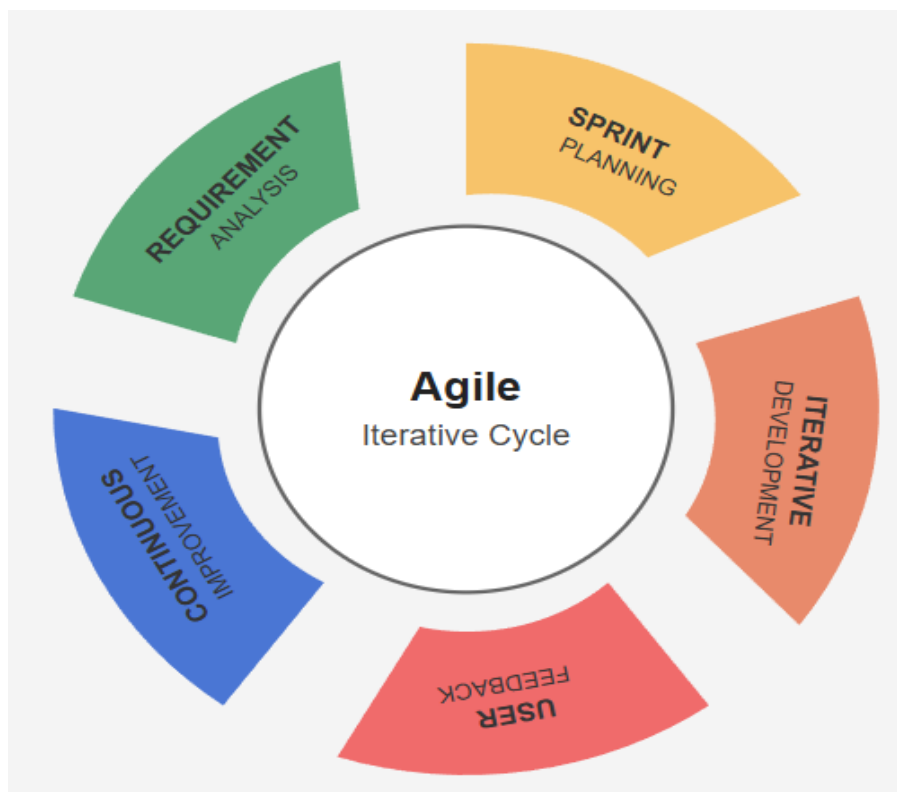 REQUIREMENT
ANALYSIS
SPRINT
PLANNING
ITERATIVE
DEVELOPMENT
USER
FEEDBACK
CONTINUOUS
IMPROVEMENT
Agile
Iterative Cycle